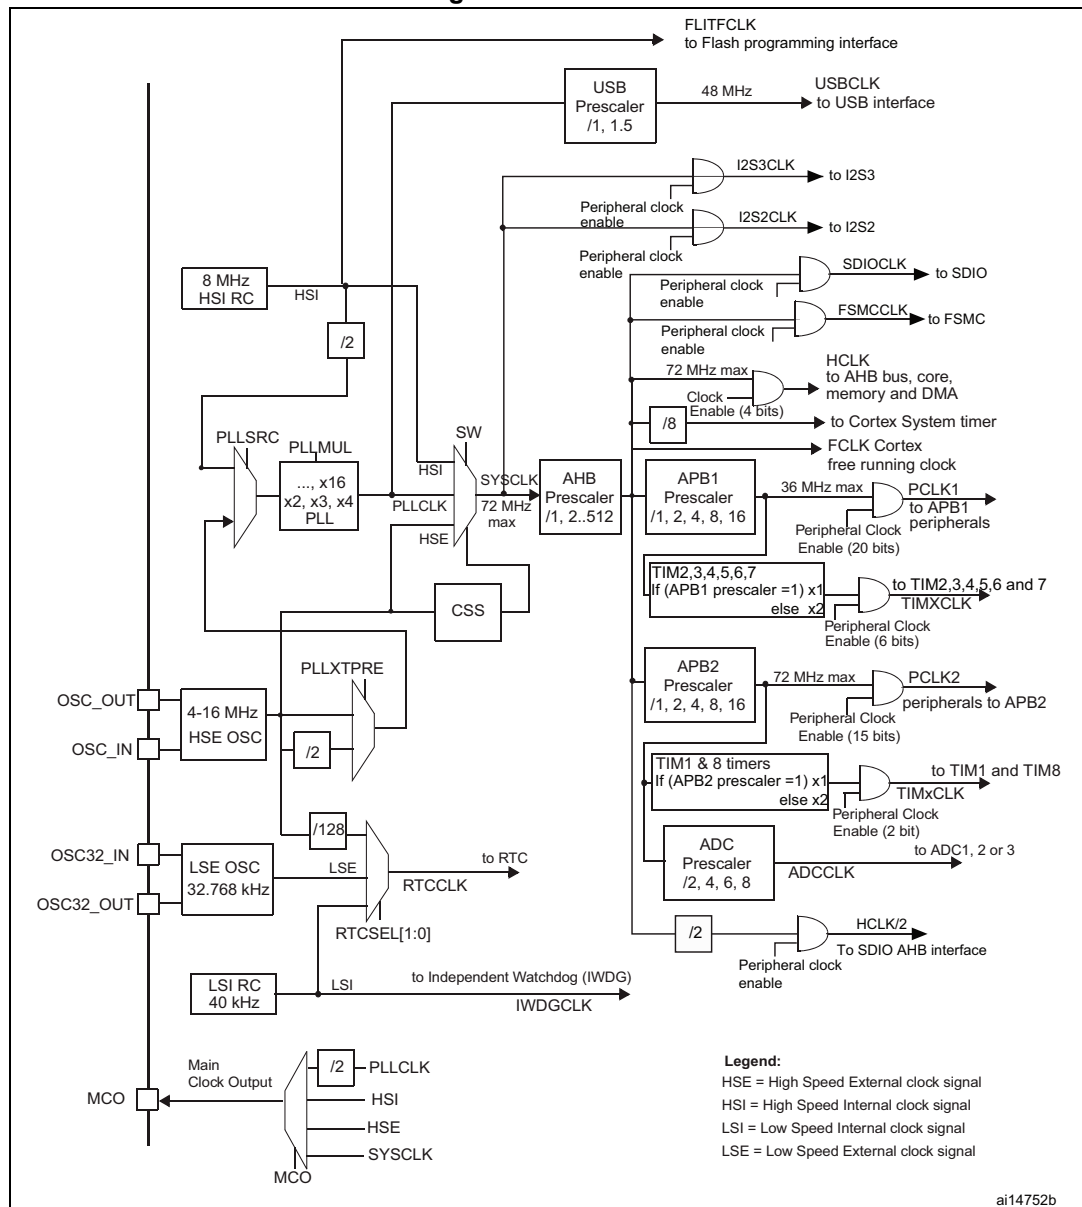 FLITFCLK
to Flash programming interface
USB
Prescaler
/1, 1.5
48 MHz
USBCLK
to USB interface
I2S3CLK
to I2S3
Peripheral clock
enable
I2S2CLK
to I2S2
Peripheral clock
enable
8 MHz
HSI RC
HSI
/2
SDIOCLK
to SDIO
Peripheral clock
enable
FSMCCLK
to FSMC
Peripheral clock
enable
72 MHz max
HCLK
to AHB bus, core,
memory and DMA
Clock
Enable (4 bits)
/8
to Cortex System timer
FCLK Cortex
free running clock
PLLSRC
PLLMUL
..., x16
x2, x3, x4
PLL
SW
HSI
PLLCLK
HSE
SYSCLK
72 MHz
max
AHB
Prescaler
/1, 2..512
APB1
Prescaler
/1, 2, 4, 8, 16
36 MHz max
PCLK1
to APB1
peripherals
Peripheral Clock
Enable (20 bits)
TIM2,3,4,5,6,7
If (APB1 prescaler =1) x1
else x2
to TIM2,3,4,5,6 and 7
TIMXCLK
Peripheral Clock
Enable (6 bits)
CSS
PLLXTPRE
OSC_OUT
OSC_IN
4-16 MHz
HSE OSC
/2
APB2
Prescaler
/1, 2, 4, 8, 16
72 MHz max
PCLK2
peripherals to APB2
Peripheral Clock
Enable (15 bits)
TIM1 & 8 timers
If (APB2 prescaler =1) x1
else x2
to TIM1 and TIM8
TIMxCLK
Peripheral Clock
Enable (2 bit)
/128
OSC32_IN
OSC32_OUT
LSE OSC
32.768 kHz
LSE
to RTC
RTCCLK
RTCSEL[1:0]
ADC
Prescaler
/2, 4, 6, 8
to ADC1, 2 or 3
ADCCLK
/2
HCLK/2
To SDIO AHB interface
Peripheral clock
enable
LSI RC
40 kHz
LSI
to Independent Watchdog (IWDG)
IWDGCLK
MCO
Main
Clock Output
/2
PLLCLK
HSI
HSE
SYSCLK
MCO
Legend:
HSE = High Speed External clock signal
HSI = High Speed Internal clock signal
LSI = Low Speed Internal clock signal
LSE = Low Speed External clock signal
ai14752b